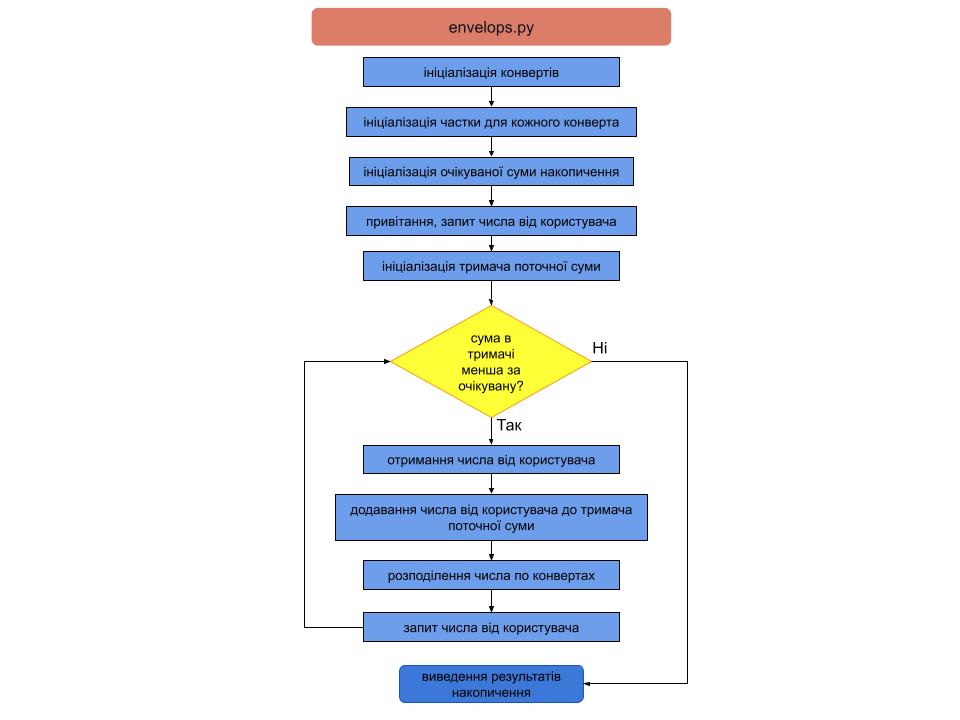 envelops.py
ініціалізація конвертів
ініціалізація частки для кожного конверта
ініціалізація очікуваної суми накопичення
привітання, запит числа від користувача
ініціалізація тримача поточної суми
сума в
тримачі
менша за
очікувану?
Ні
Так
отримання числа від користувача
додавання числа від користувача до тримача
поточної суми
розподілення числа по конвертах
запит числа від користувача
виведення результатів
накопичення